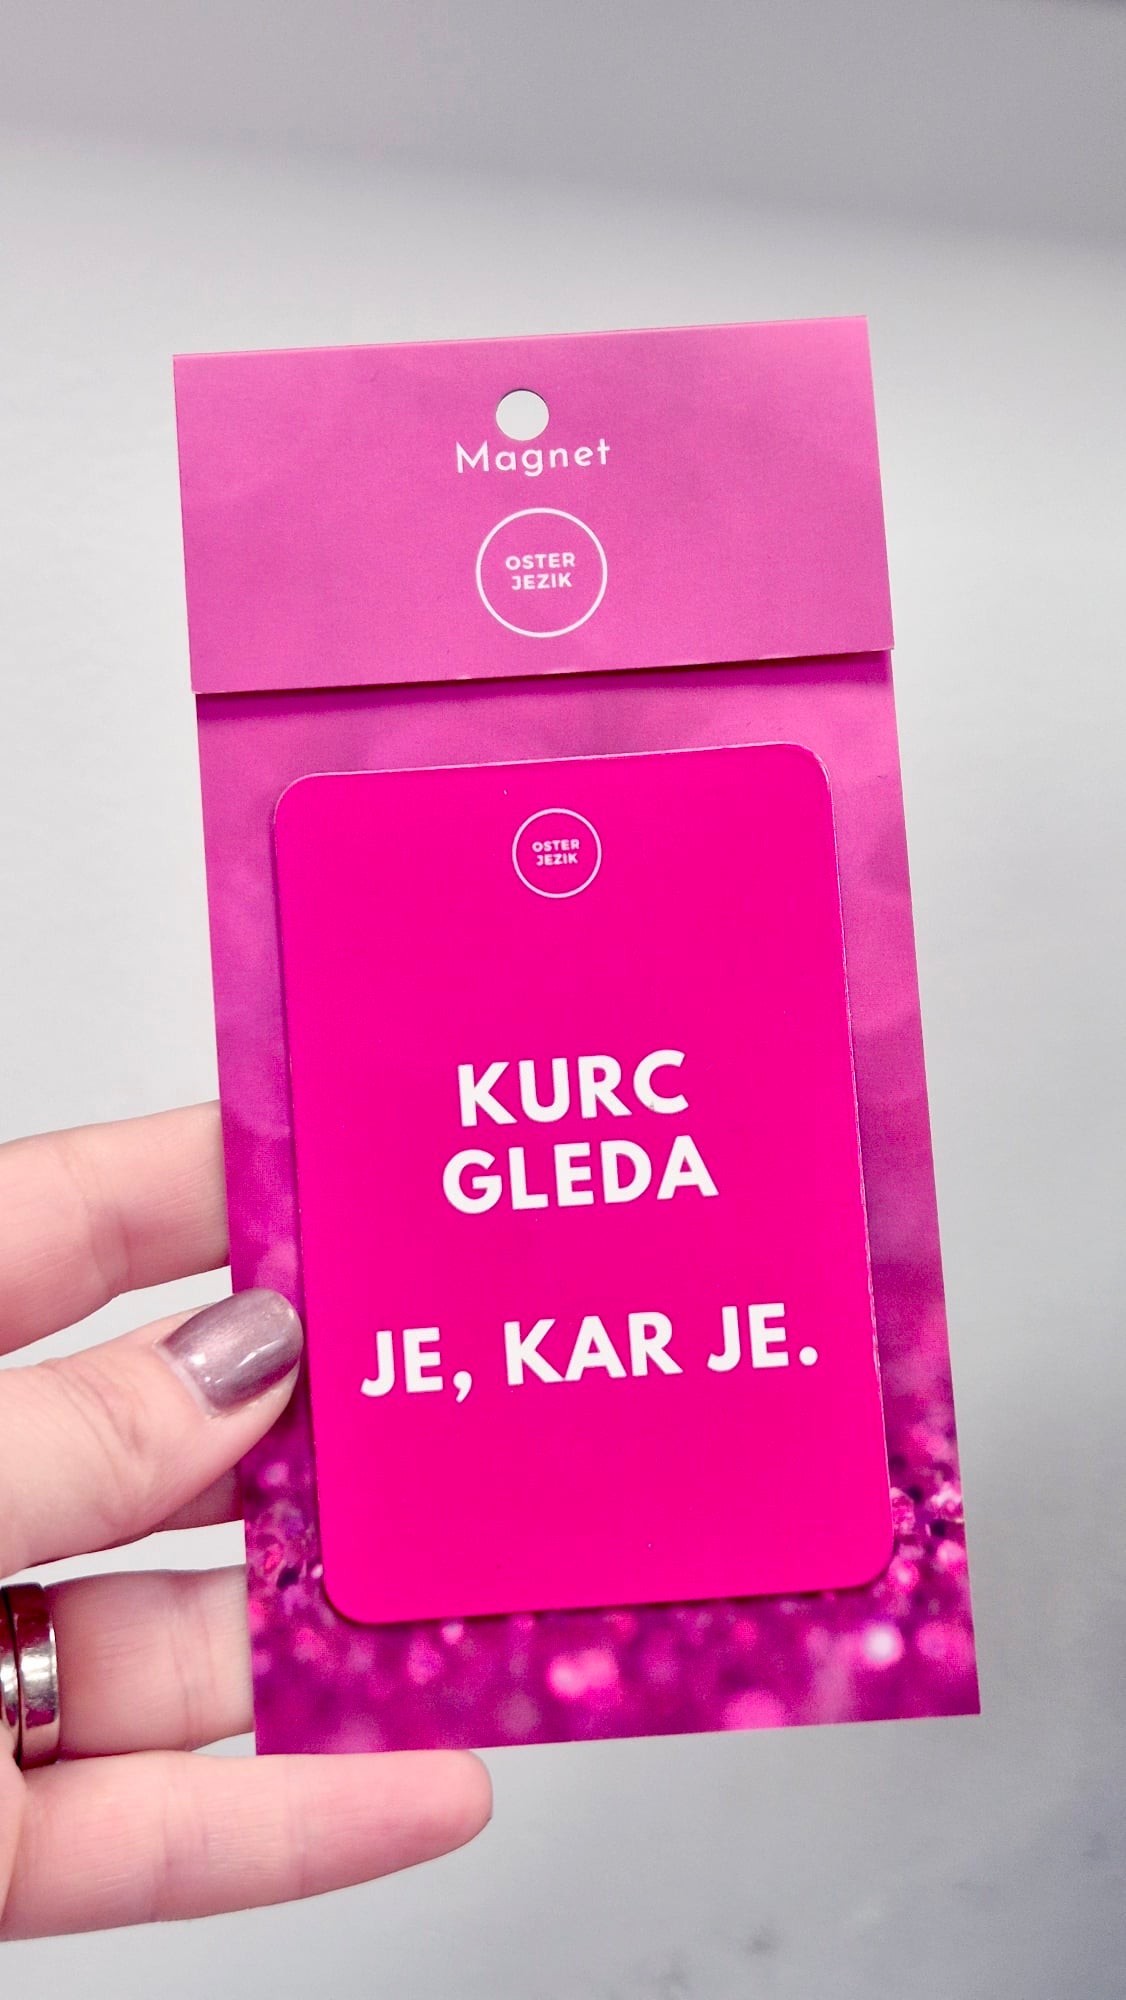 Magnet
OSTER
JEZIK
OSTER
JEZIK
KURC
GLEDA
JE, KAR JE.